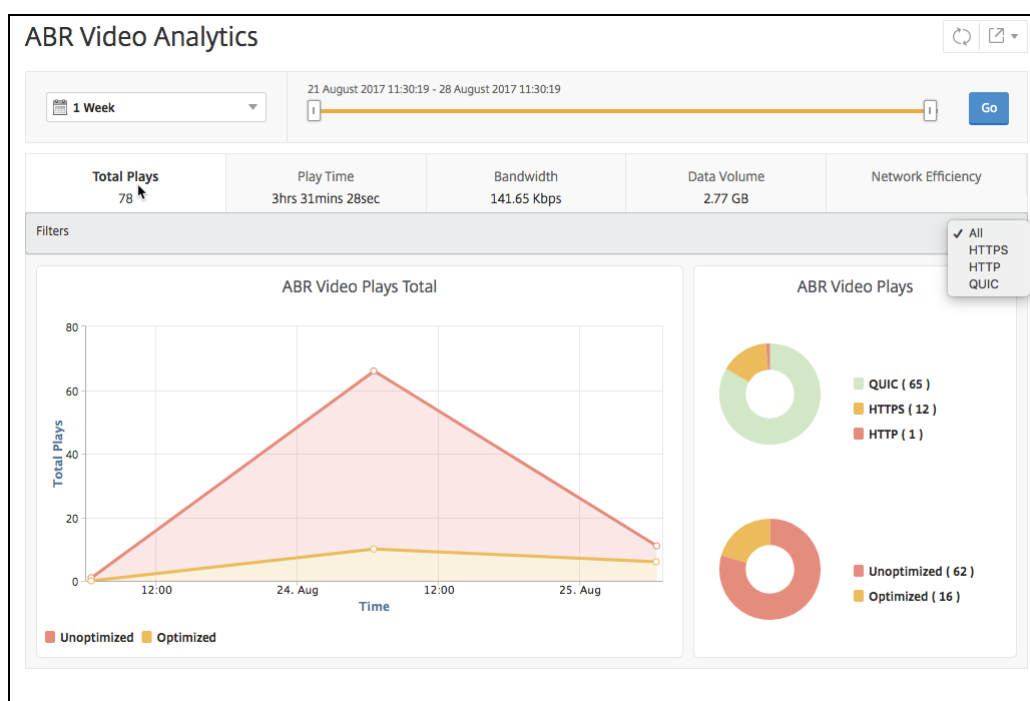 ABR Video Analytics
1 Week
21 August 2017 11:30:19 - 28 August 2017 11:30:19
Go
Total Plays
78
Play Time
3hrs 31mins 28sec
Bandwidth
141.65 Kbps
Data Volume
2.77 GB
Network Efficiency
Filters
✓ All
HTTPS
HTTP
QUIC
ABR Video Plays Total
80
60
40
20
0
Total Plays
12:00
24. Aug
12:00
25. Aug
Time
Unoptimized
Optimized
ABR Video Plays
QUIC ( 65 )
HTTPS ( 12 )
HTTP ( 1 )
Unoptimized ( 62 )
Optimized ( 16 )